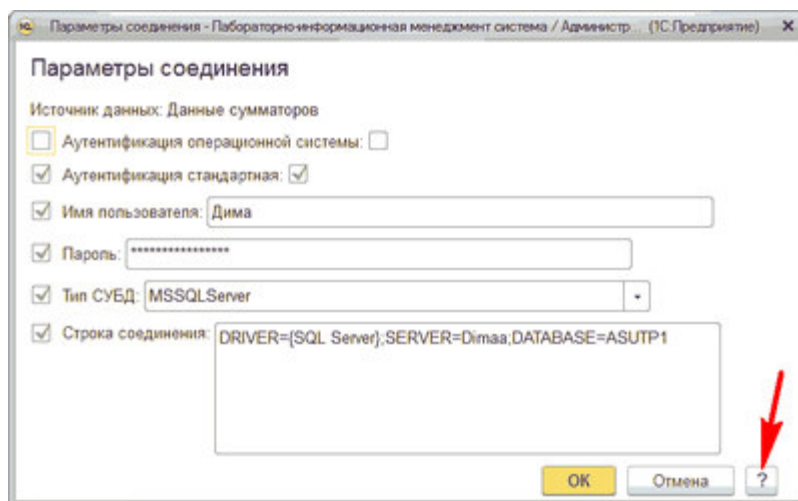 Параметры соединения - Лабораторно-информационная менеджмент система / Администр... (1С:Предприятие)
Параметры соединения
Источник данных: Данные сумматоров
Аутентификация операционной системы:
Аутентификация стандартная:
Имя пользователя: Дима
Пароль: ****************
Тип СУБД: MSSQLServer
Строка соединения: DRIVER={SQL Server};SERVER=Dimaa;DATABASE=ASUTP1
ОК Отмена ?